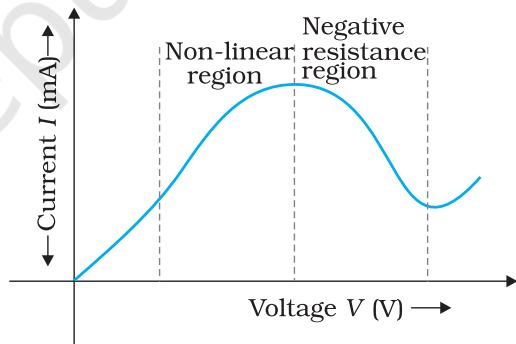 Negative
Non-linear resistance
region region
Current I (mA)
Voltage V (V)